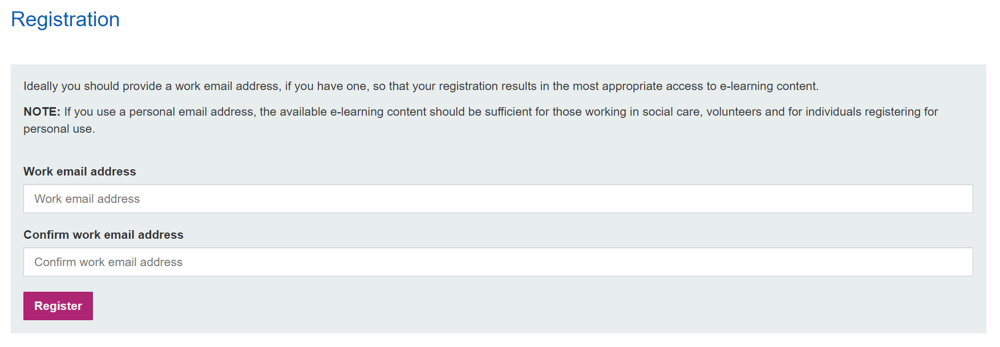 Registration
Ideally you should provide a work email address, if you have one, so that your registration results in the most appropriate access to e-learning content.
NOTE: If you use a personal email address, the available e-learning content should be sufficient for those working in social care, volunteers and for individuals registering for
personal use.
Work email address
Work email address
Confirm work email address
Confirm work email address
Register